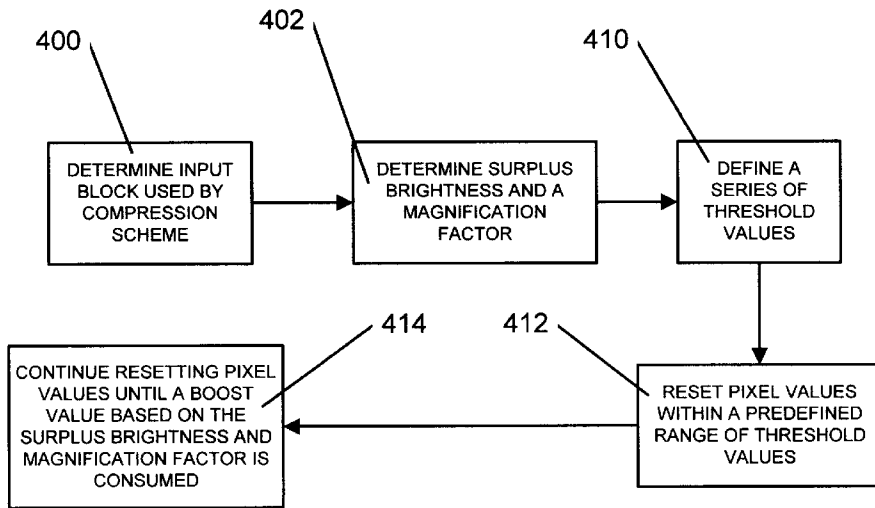 400
402
410
DETERMINE INPUT
BLOCK USED BY
COMPRESSION
SCHEME
DETERMINE SURPLUS
BRIGHTNESS AND A
MAGNIFICATION
FACTOR
DEFINE A
SERIES OF
THRESHOLD
VALUES
412
RESET PIXEL VALUES
WITHIN A PREDEFINED
RANGE OF THRESHOLD
VALUES
414
CONTINUE RESETTING PIXEL
VALUES UNTIL A BOOST
VALUE BASED ON THE
SURPLUS BRIGHTNESS AND
MAGNIFICATION FACTOR IS
CONSUMED